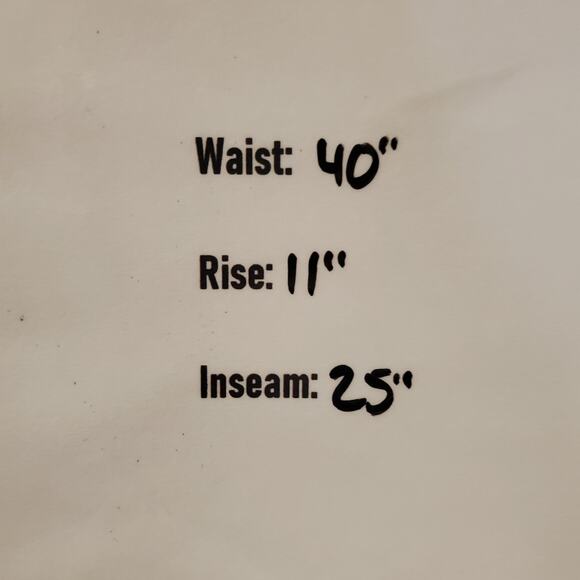 Waist: 40"
Rise: 11"
Inseam: 25"